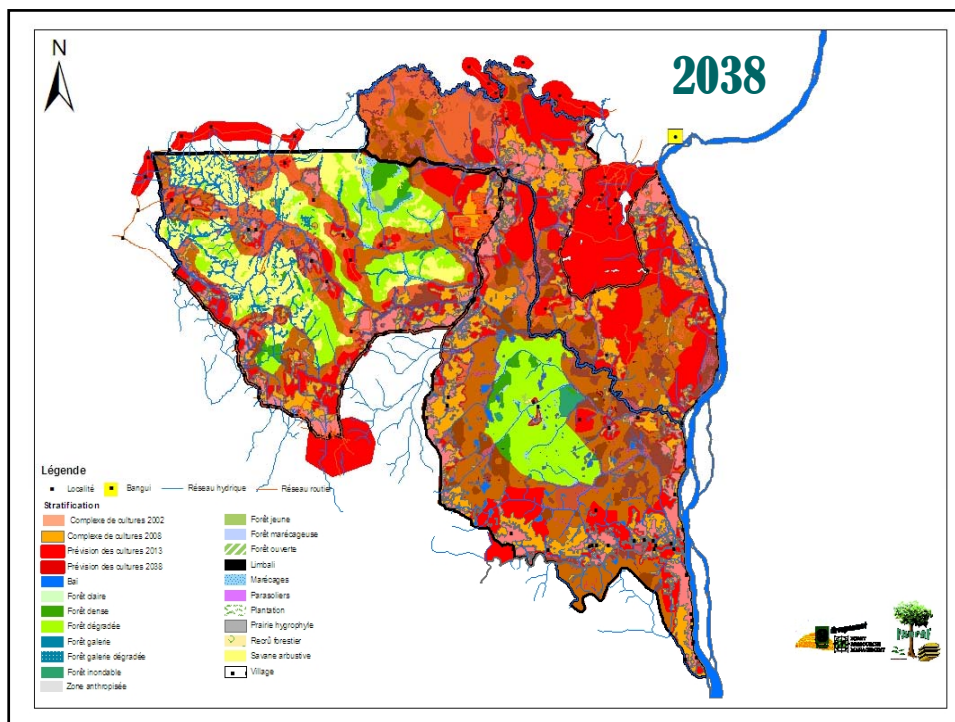 N
2038
Légende
Localité Bangui Réseau hydrique Réseau routier
Stratification
Complexe de cultures 2002
Complexe de cultures 2008
Prévision des cultures 2013
Prévision des cultures 2038
Baï
Forêt claire
Forêt dense
Forêt dégradée
Forêt galerie
Forêt galerie dégradée
Forêt inondable
Zone anthropisée
Forêt jeune
Forêt marécageuse
Forêt ouverte
Limbali
Marécages
Parasoliers
Plantation
Prairie hygrophyle
Recrû forestier
Savane arbustive
Village
FORET
RESSOURCES
MANAGEMENT